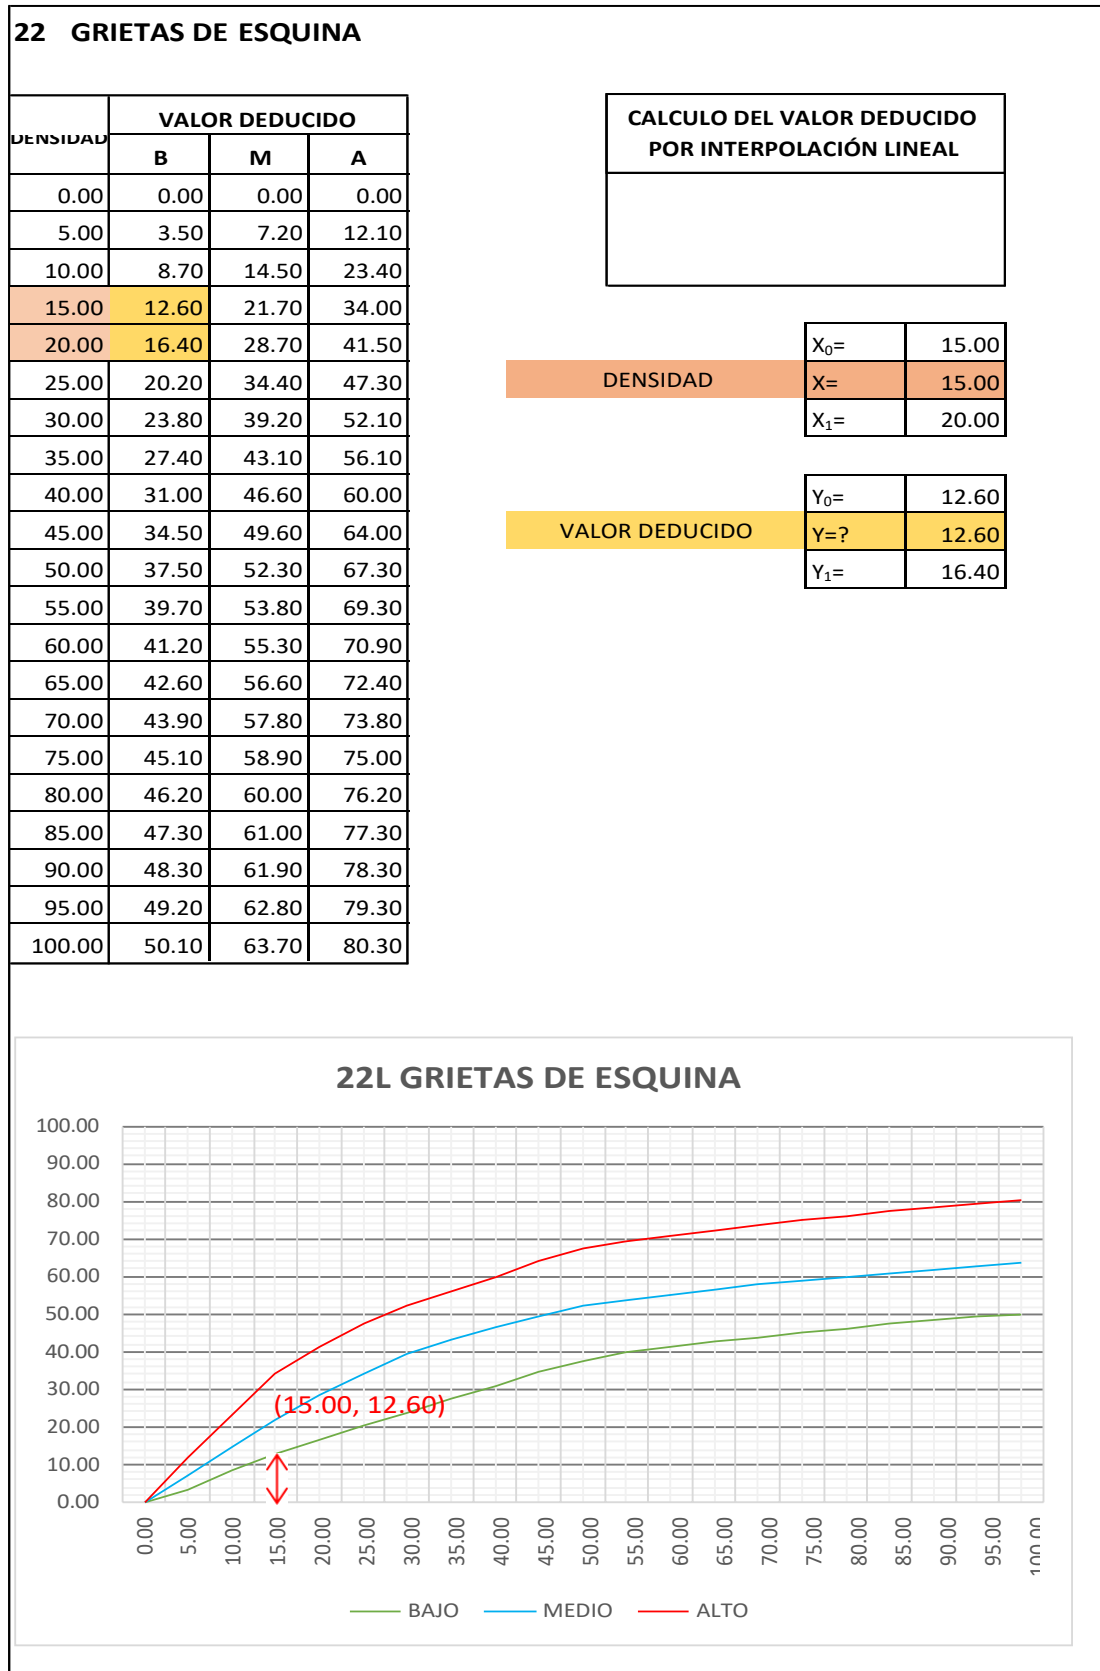 22 GRIETAS DE ESQUINA
DENSIDAD VALOR DEDUCIDO
B M A
0.00 0.00 0.00 0.00
5.00 3.50 7.20 12.10
10.00 8.70 14.50 23.40
15.00 12.60 21.70 34.00
20.00 16.40 28.70 41.50
25.00 20.20 34.40 47.30
30.00 23.80 39.20 52.10
35.00 27.40 43.10 56.10
40.00 31.00 46.60 60.00
45.00 34.50 49.60 64.00
50.00 37.50 52.30 67.30
55.00 39.70 53.80 69.30
60.00 41.20 55.30 70.90
65.00 42.60 56.60 72.40
70.00 43.90 57.80 73.80
75.00 45.10 58.90 75.00
80.00 46.20 60.00 76.20
85.00 47.30 61.00 77.30
90.00 48.30 61.90 78.30
95.00 49.20 62.80 79.30
100.00 50.10 63.70 80.30
CALCULO DEL VALOR DEDUCIDO
POR INTERPOLACIÓN LINEAL
X₀= 15.00
DENSIDAD X= 15.00
X₁= 20.00
Y₀= 12.60
VALOR DEDUCIDO Y=? 12.60
Y₁= 16.40
22L GRIETAS DE ESQUINA
100.00
90.00
80.00
70.00
60.00
50.00
40.00
30.00
20.00
10.00
0.00
(15.00, 12.60)
0.00 5.00 10.00 15.00 20.00 25.00 30.00 35.00 40.00 45.00 50.00 55.00 60.00 65.00 70.00 75.00 80.00 85.00 90.00 95.00 100.00
BAJO MEDIO ALTO